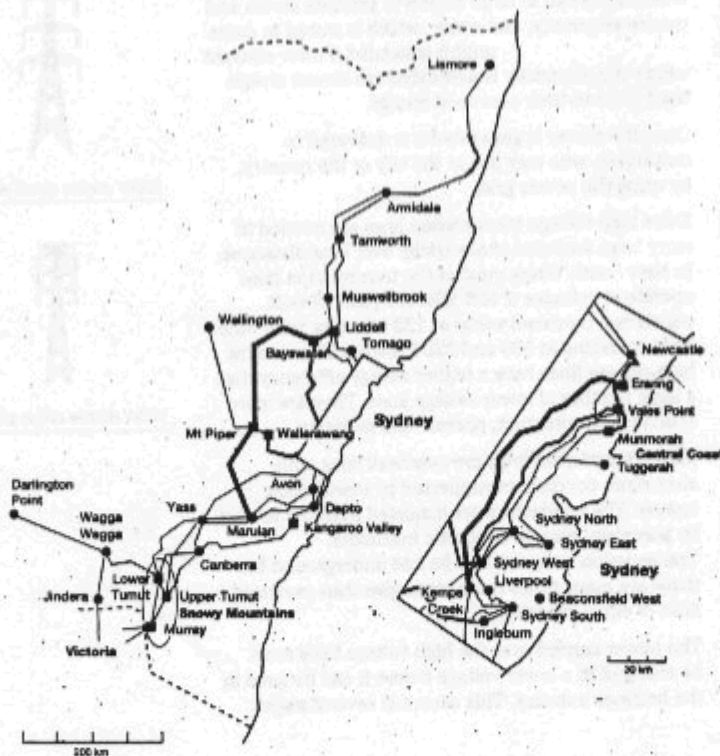 Lismore
Armidale
Tamworth
Muswellbrook
Wallington
Liddell
Bayswater
Tomago
Newcastle
Eraring
Vales Point
Munmorah
Central Coast
Tuggerah
Sydney
Mt Piper
Wallerawang
Darlington
Point
Wagga
Wagga
Yass
Avon
Dapto
Marulan
Kangaroo Valley
Canberra
Jindera
Lower
Tumut
Upper Tumut
Snowy Mountains
Murray
Victoria
Sydney North
Sydney East
Sydney West
Sydney
Liverpool
Kemps
Creek
Beaconsfield West
Sydney South
Ingleburn
30 km
200 km